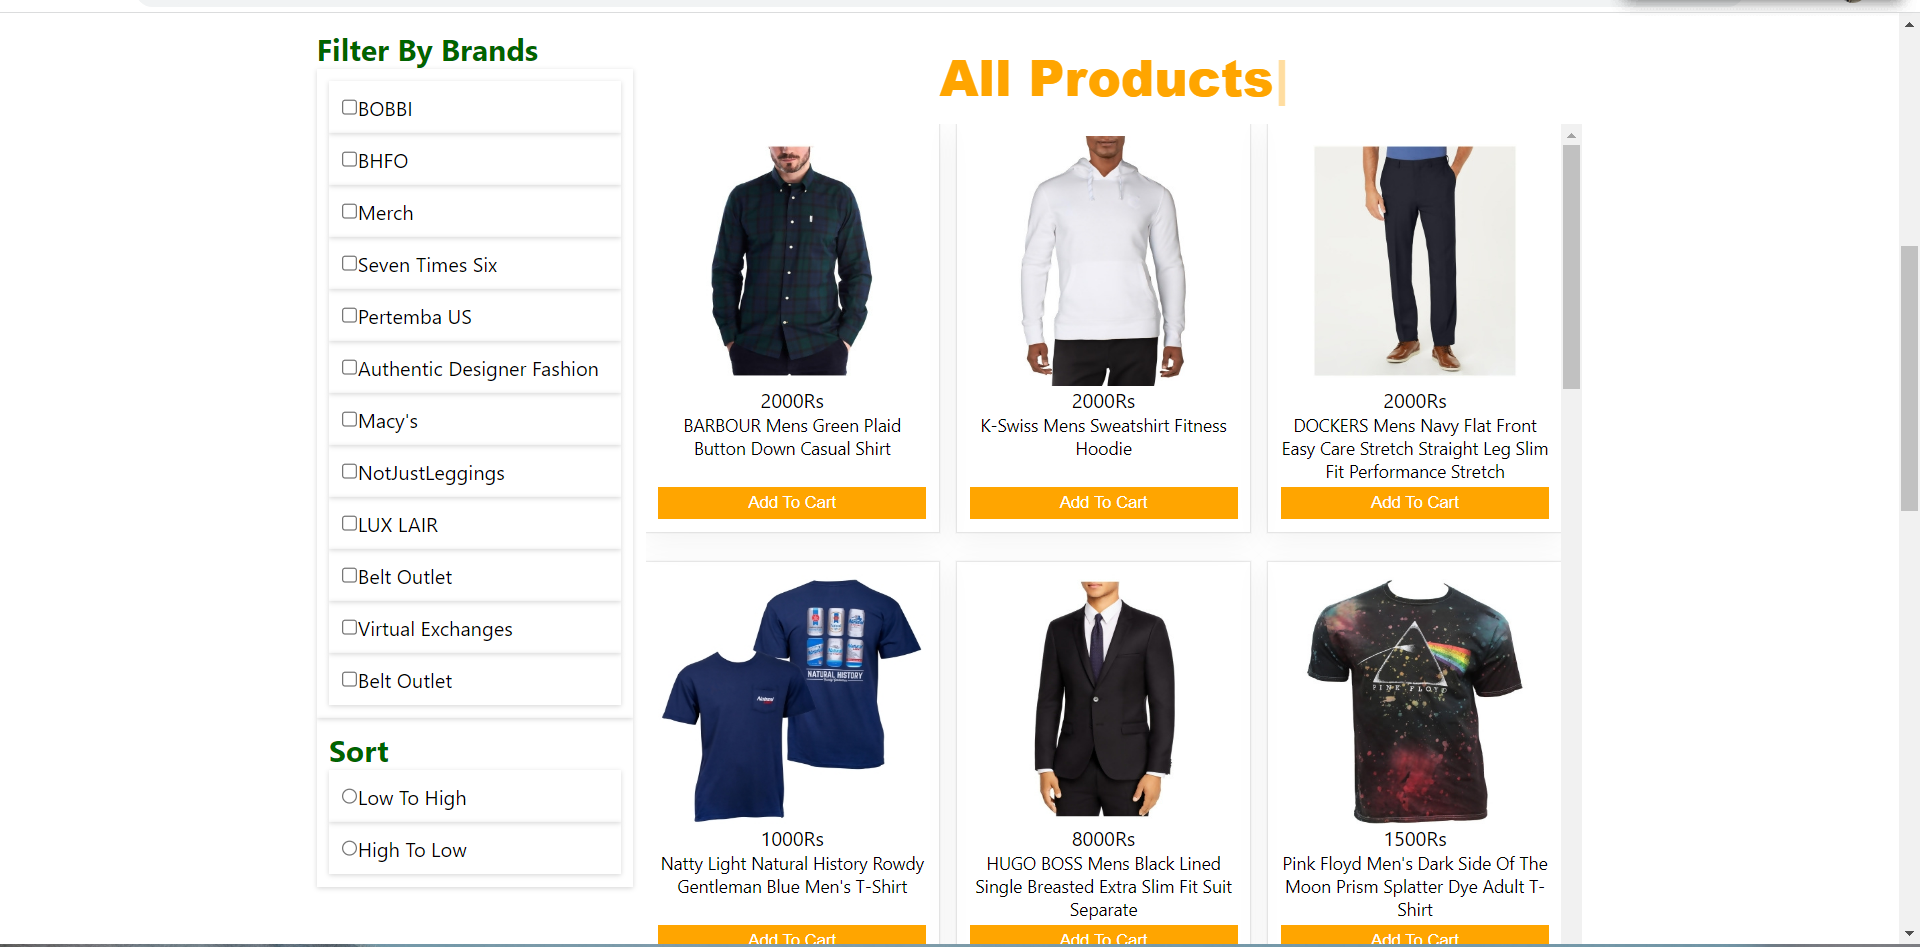 Filter By Brands
BOBBI
BHFO
Merch
Seven Times Six
Pertemba US
Authentic Designer Fashion
Macy's
NotJustLeggings
LUX LAIR
Belt Outlet
Virtual Exchanges
Belt Outlet
Sort
Low To High
High To Low
All Products
2000Rs
BARBOUR Mens Green Plaid
Button Down Casual Shirt
Add To Cart
2000Rs
K-Swiss Mens Sweatshirt Fitness
Hoodie
Add To Cart
2000Rs
DOCKERS Mens Navy Flat Front
Easy Care Stretch Straight Leg Slim
Fit Performance Stretch
Add To Cart
NATURAL HISTORY
1000Rs
Natty Light Natural History Rowdy
Gentleman Blue Men's T-Shirt
Add To Cart
8000Rs
HUGO BOSS Mens Black Lined
Single Breasted Extra Slim Fit Suit
Separate
Add To Cart
PINK FLOYD
1500Rs
Pink Floyd Men's Dark Side Of The
Moon Prism Splatter Dye Adult T-
Shirt
Add To Cart